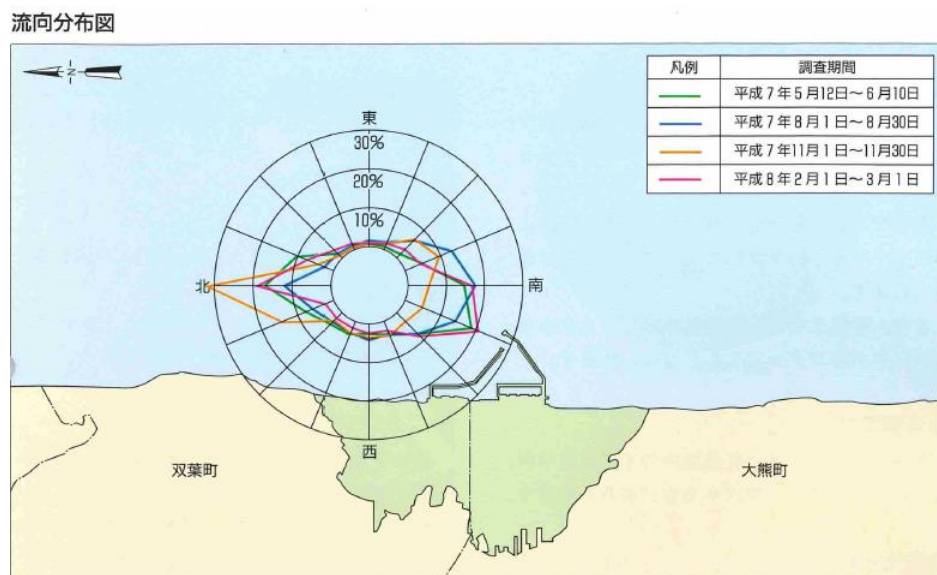 流向分布図
N
凡例 調査期間
平成7年5月12日～6月10日
平成7年8月1日～8月30日
平成7年11月1日～11月30日
平成8年2月1日～3月1日
東
30%
20%
10%
北
南
西
双葉町
大熊町